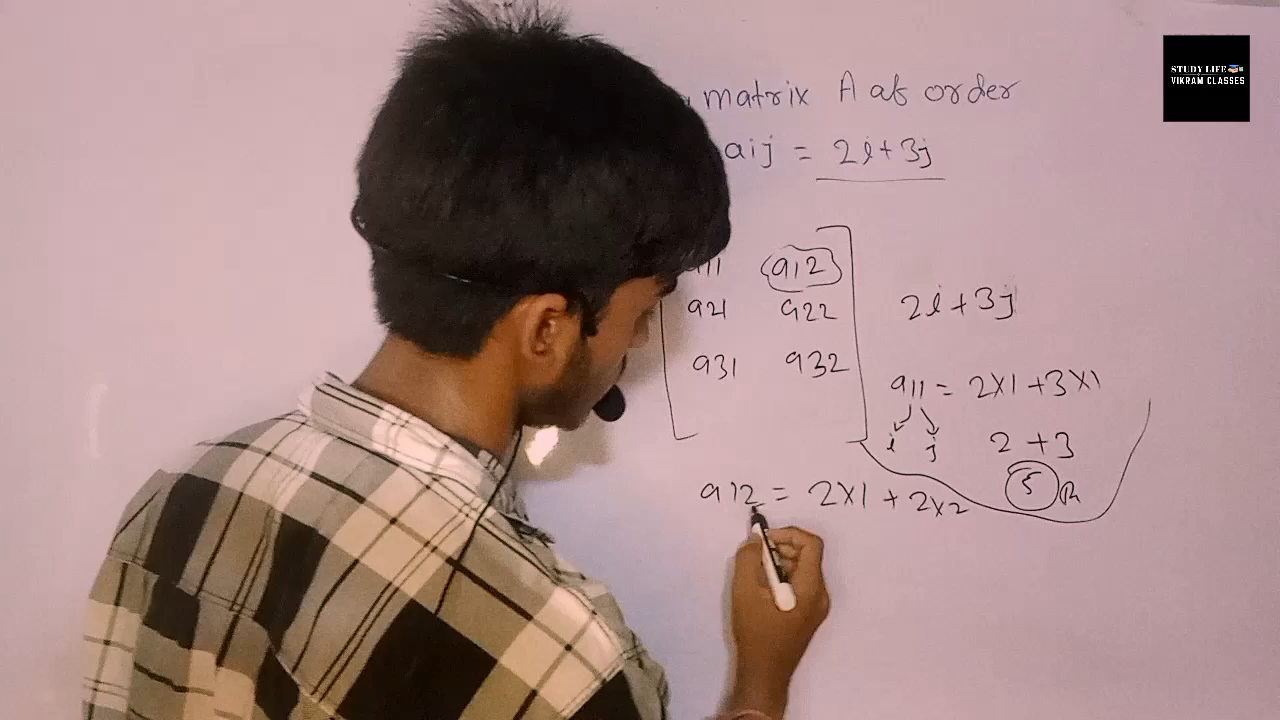 matrix A of order
aij = 2i+3j
a11 a12
a21 a22
a31 a32
2i+3j
a11 = 2x1 +3x1
i j
2 +3
5
a12 = 2x1 + 2x2
STUDY LIFE
VIKRAM CLASSES